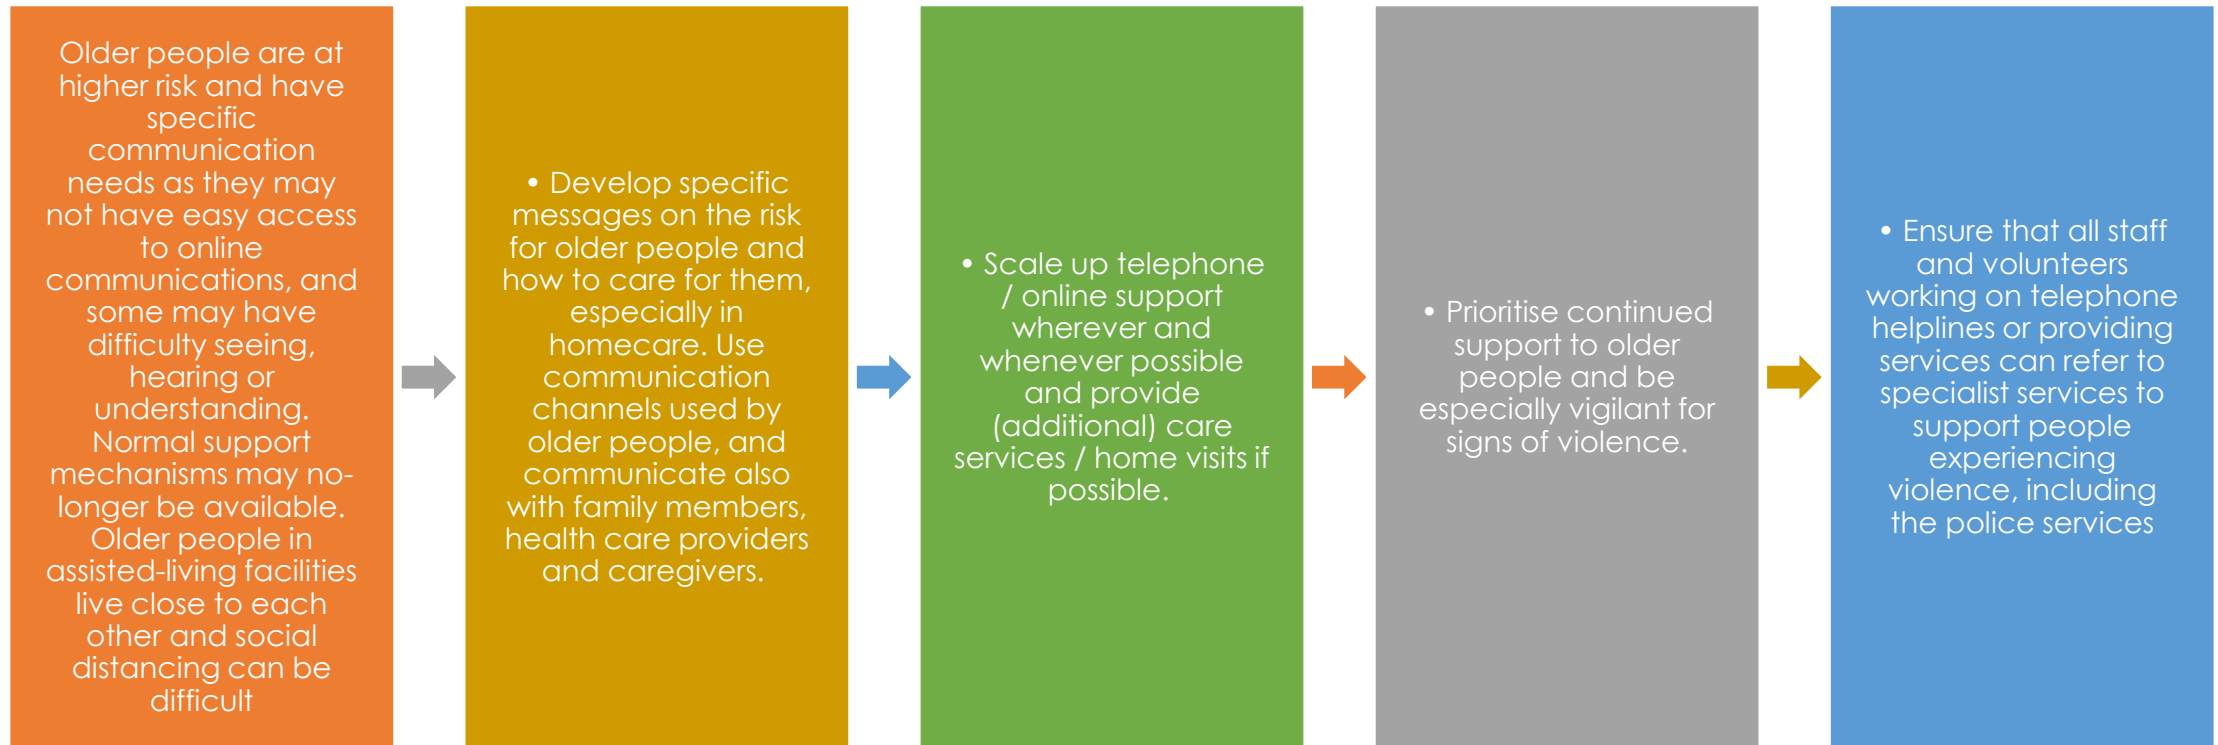 Older people are at
higher risk and have
specific
communication
needs as they may
not have easy access
to online
communications, and
some may have
difficulty seeing,
hearing or
understanding.
Normal support
mechanisms may no-
longer be available.
Older people in
assisted-living facilities
live close to each
other and social
distancing can be
difficult
• Develop specific
messages on the risk
for older people and
how to care for them,
especially in
homecare. Use
communication
channels used by
older people, and
communicate also
with family members,
health care providers
and caregivers.
• Scale up telephone
/ online support
wherever and
whenever possible
and provide
(additional) care
services / home visits if
possible.
• Prioritise continued
support to older
people and be
especially vigilant for
signs of violence.
• Ensure that all staff
and volunteers
working on telephone
helplines or providing
services can refer to
specialist services to
support people
experiencing
violence, including
the police services